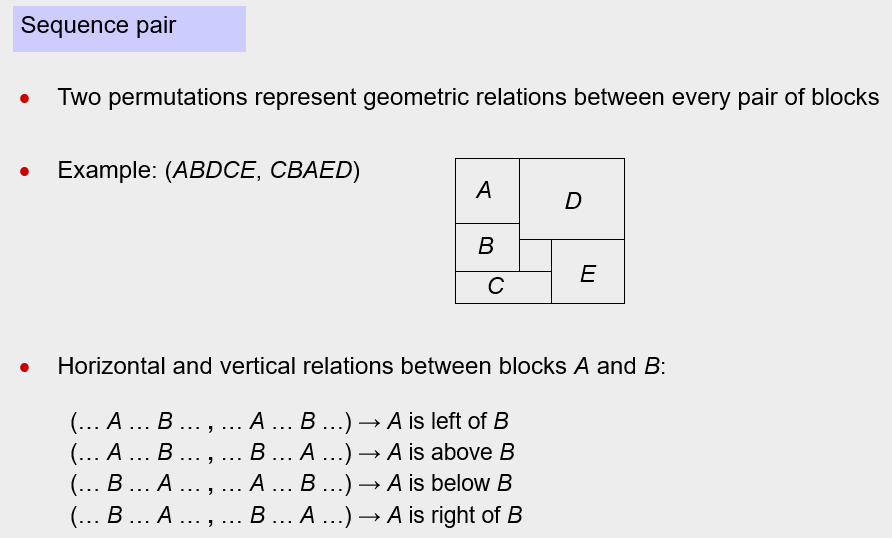 Sequence pair
• Two permutations represent geometric relations between every pair of blocks
• Example: (ABDCE, CBAED)
A
D
B
E
C
• Horizontal and vertical relations between blocks A and B:
(… A … B … , … A … B …) → A is left of B
(… A … B … , … B … A …) → A is above B
(… B … A … , … A … B …) → A is below B
(… B … A … , … B … A …) → A is right of B